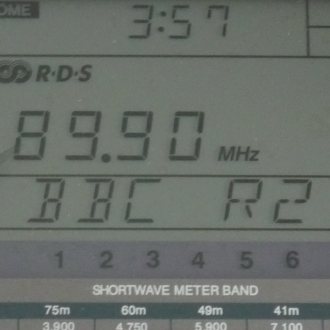 OME
3:57
R·D·S
89.90 MHz
BBC R2
1 2 3 4 5 6
SHORTWAVE METER BAND
75m 60m 49m 41m
3.900 4.750 5.900 7.100